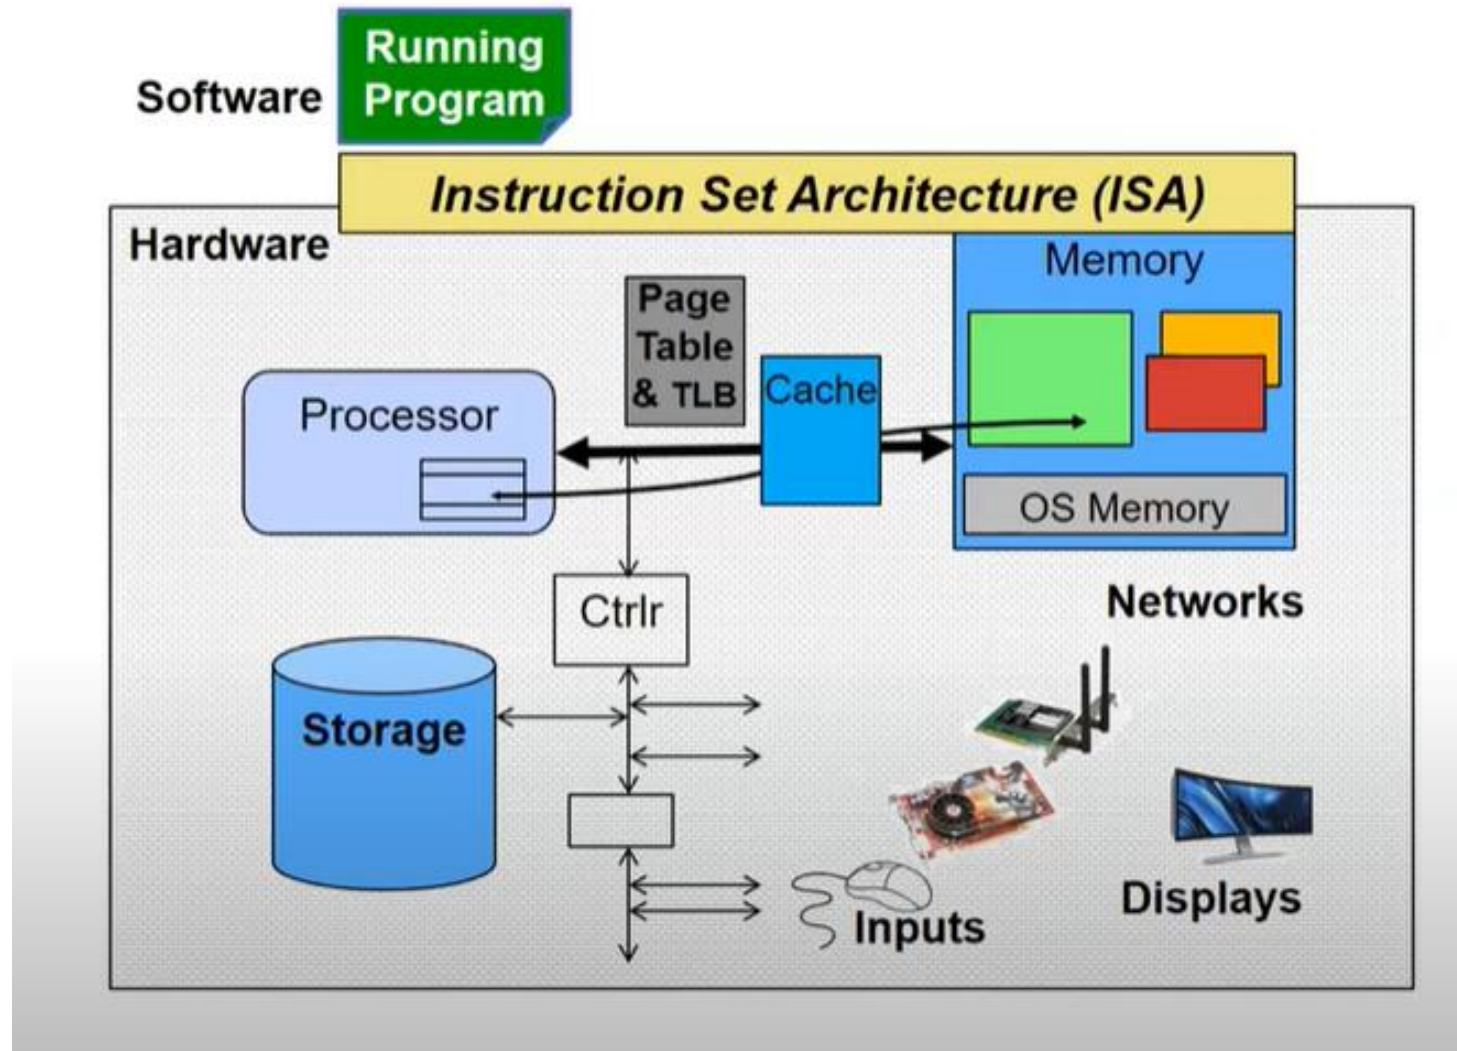 Running
Program
Software
Instruction Set Architecture (ISA)
Hardware
Memory
Page
Table
& TLB
Cache
Processor
OS Memory
Ctrlr
Networks
Storage
Displays
Inputs